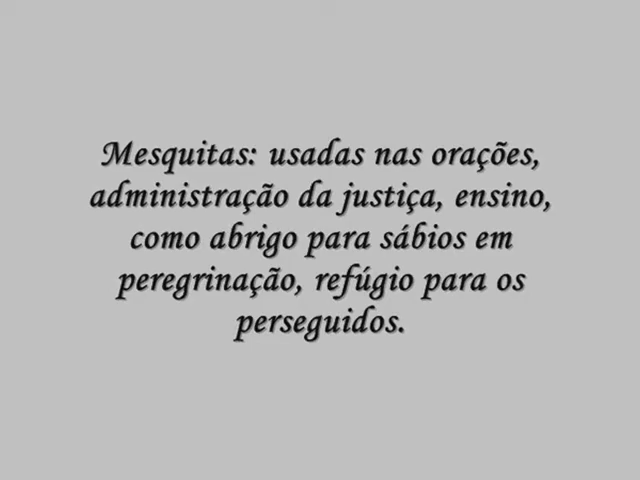 Mesquitas: usadas nas orações,
administração da justiça, ensino,
como abrigo para sábios em
peregrinação, refúgio para os
perseguidos.